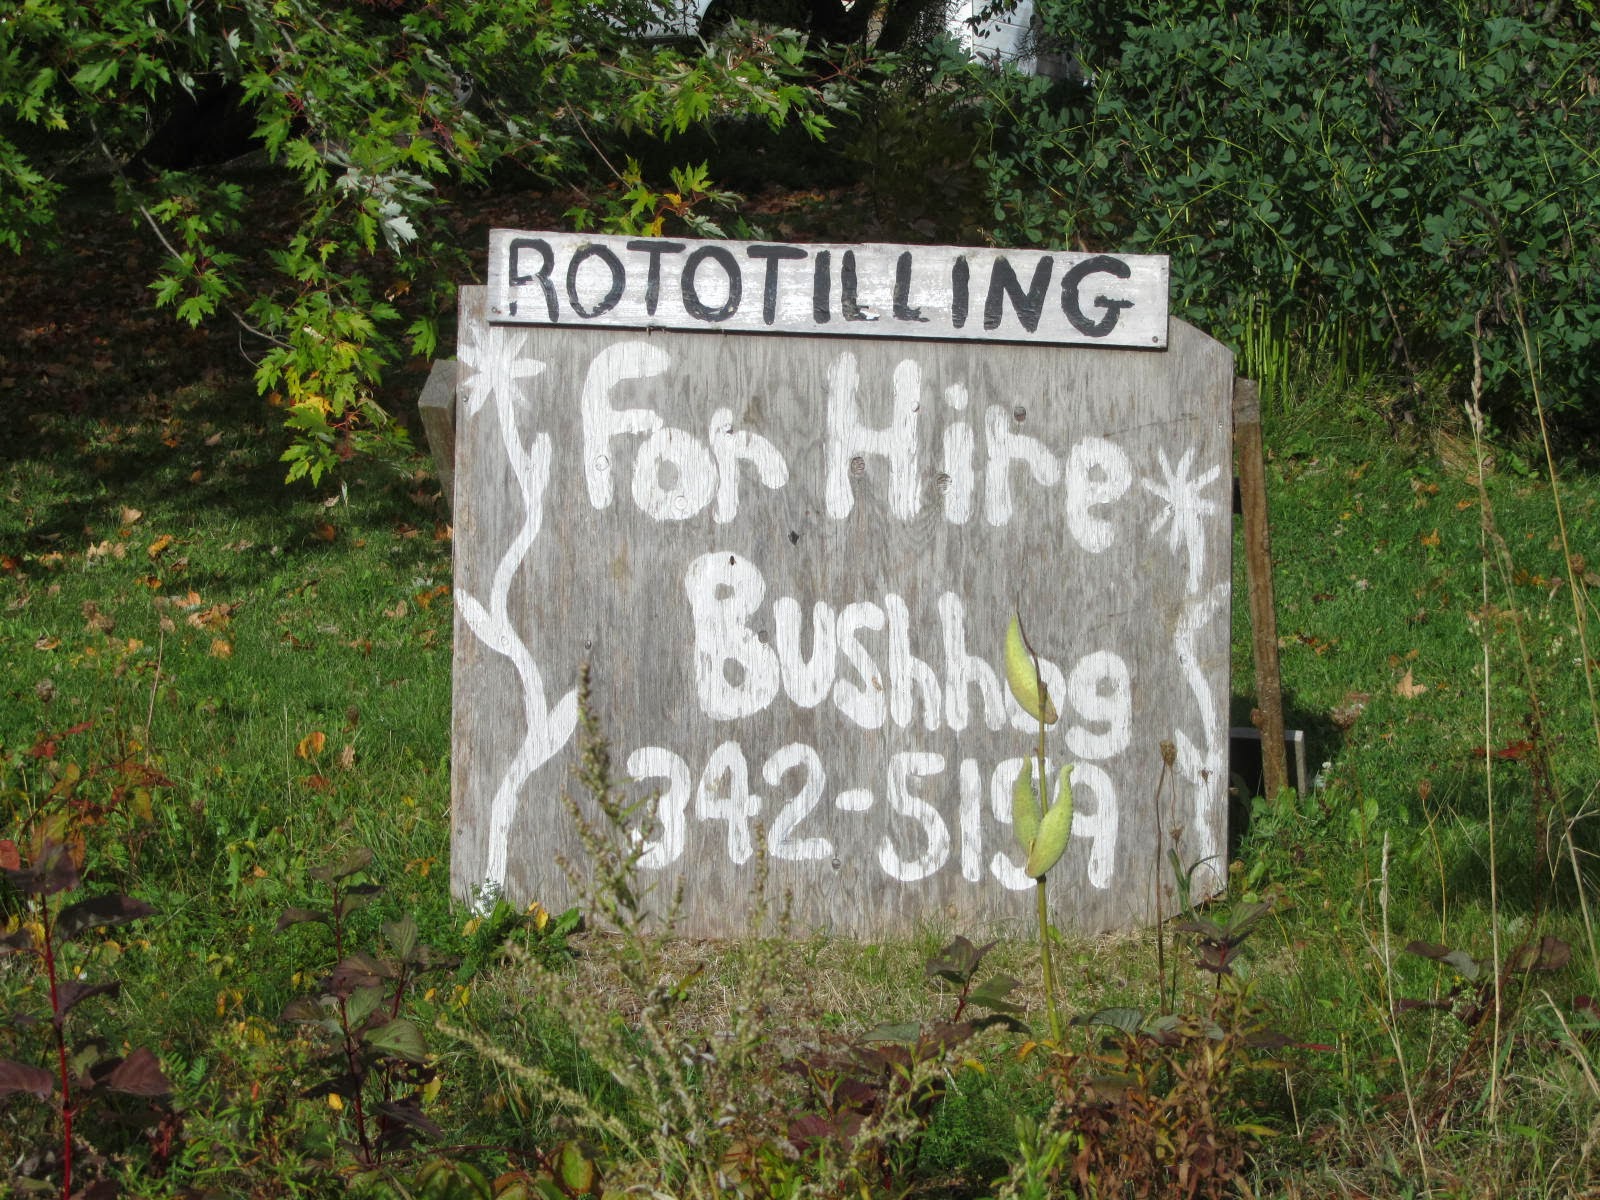 ROTOTILLING
For Hire
Bushhog
342-5199